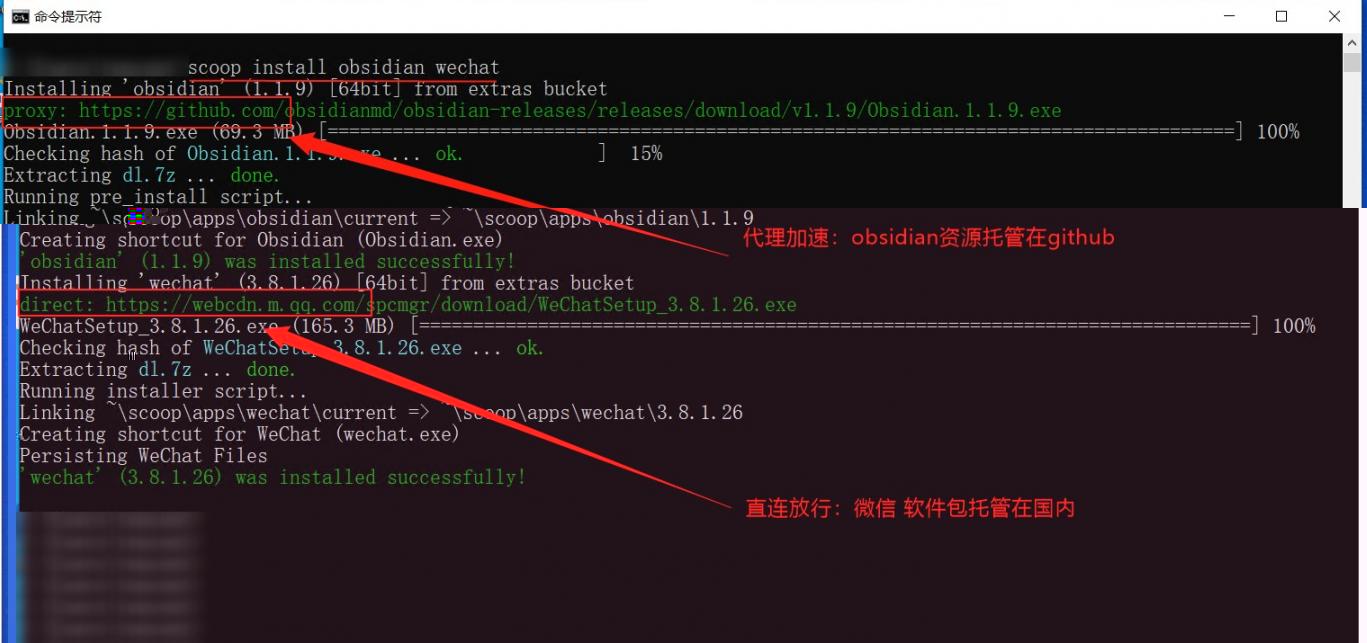 命令提示符
scoop install obsidian wechat
Installing 'obsidian' (1.1.9) [64bit] from extras bucket
proxy: https://github.com/obsidianmd/obsidian-releases/releases/download/v1.1.9/Obsidian.1.1.9.exe
Obsidian.1.1.9.exe (69.3 MB) [=====================================================================================] 100%
Checking hash of Obsidian.1.1.9.exe ... ok. ] 15%
Extracting dl.7z ... done.
Running pre_install script...
Linking ~\scoop\apps\obsidian\current => ~\scoop\apps\obsidian\1.1.9
代理加速：obsidian资源托管在github
Creating shortcut for Obsidian (Obsidian.exe)
'obsidian' (1.1.9) was installed successfully!
Installing 'wechat' (3.8.1.26) [64bit] from extras bucket
direct: https://webcdn.m.qq.com/spcmgr/download/WeChatSetup_3.8.1.26.exe
WeChatSetup_3.8.1.26.exe (165.3 MB) [==============================================================================] 100%
Checking hash of WeChatSetup_3.8.1.26.exe ... ok.
Extracting dl.7z ... done.
Running installer script...
Linking ~\scoop\apps\wechat\current => ~\scoop\apps\wechat\3.8.1.26
Creating shortcut for WeChat (wechat.exe)
Persisting WeChat Files
'wechat' (3.8.1.26) was installed successfully!
直连放行：微信 软件包托管在国内